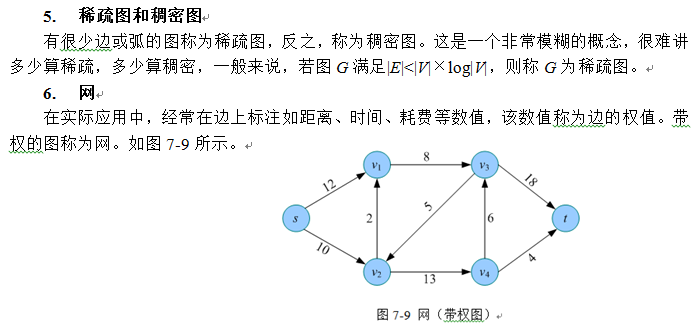 5. 稀疏图和稠密图
有很少边或弧的图称为稀疏图，反之，称为稠密图。这是一个非常模糊的概念，很难讲
多少算稀疏，多少算稠密，一般来说，若图 G 满足|E|<|V|×log|V|，则称 G 为稀疏图。
6. 网
在实际应用中，经常在边上标注如距离、时间、耗费等数值，该数值称为边的权值。带
权的图称为网。如图 7-9 所示。
v1 8 v3
12 18
s 2 5 6 t
10 4
v2 13 v4
图 7-9 网（带权图）